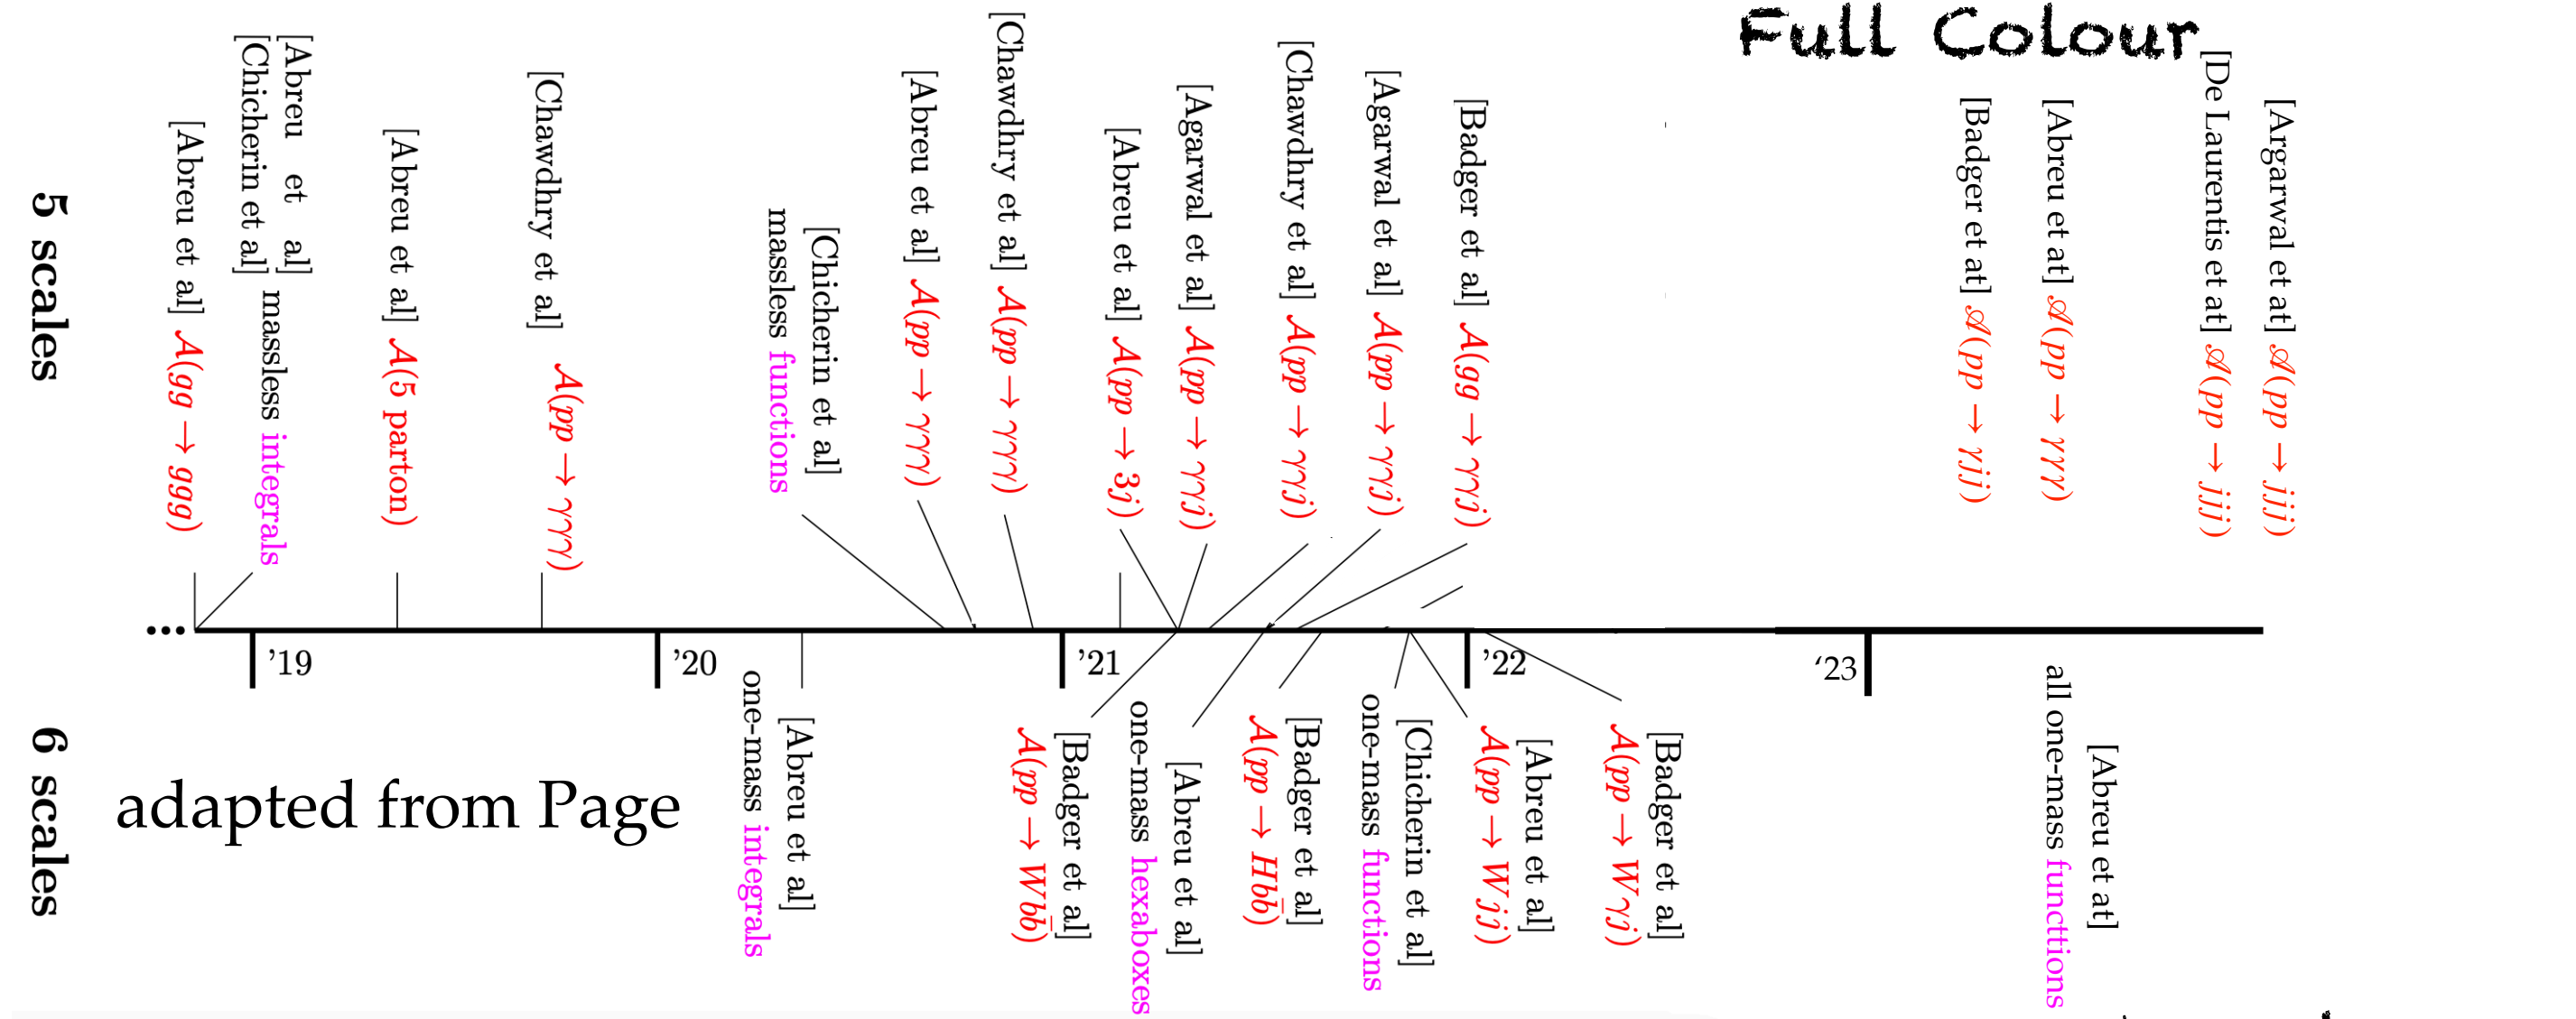 Full Colour
5 scales
[Abreu et al] 𝒜(gg → ggg)
[Abreu et al]
[Chicherin et al]
massless integrals
[Abreu et al] 𝒜(5 parton)
[Chawdhry et al] 𝒜(pp → γγγ)
[Chicherin et al]
massless functions
[Abreu et al] 𝒜(pp → γγγ)
[Chawdhry et al] 𝒜(pp → γγγ)
[Abreu et al] 𝒜(pp → 3j)
[Agarwal et al] 𝒜(pp → γγj)
[Chawdhry et al] 𝒜(pp → γγj)
[Agarwal et al] 𝒜(pp → γγj)
[Badger et al] 𝒜(gg → γγj)
[Badger et at] 𝒜(pp → γjj)
[Abreu et at] 𝒜(pp → γγγ)
[De Laurentis et at] 𝒜(pp → jjj)
[Argarwal et at] 𝒜(pp → jjj)
... '19 '20 '21 '22 ‘23
6 scales
adapted from Page
[Abreu et al]
one-mass integrals
[Badger et al]
𝒜(pp → Wbb̄)
[Abreu et al]
one-mass hexaboxes
[Badger et al]
𝒜(pp → Hbb̄)
[Chicherin et al]
one-mass functions
[Abreu et al]
𝒜(pp → Wjj)
[Badger et al]
𝒜(pp → Wγj)
[Abreu et at]
all one-mass functtions